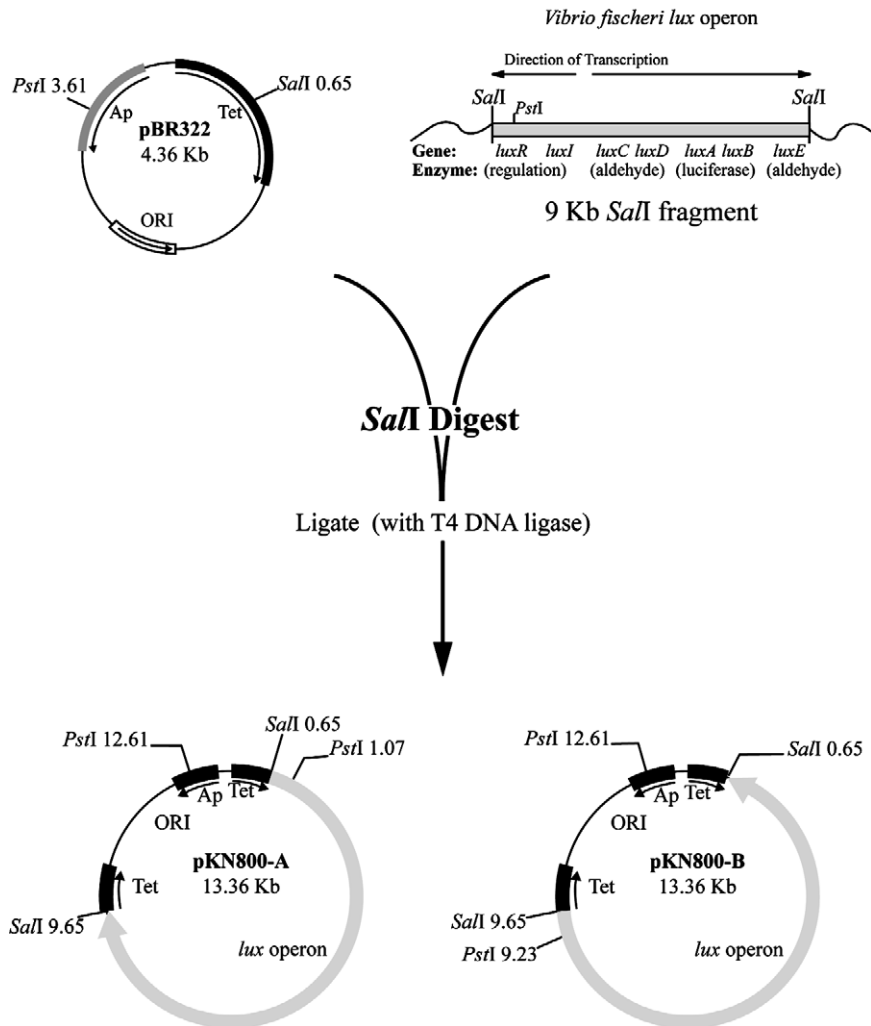 Vibrio fischeri lux operon
Direction of Transcription
PstI 3.61
SalI 0.65
Ap
Tet
pBR322
4.36 Kb
ORI
SalI
PstI
SalI
Gene: luxR luxI luxC luxD luxA luxB luxE
Enzyme: (regulation) (aldehyde) (luciferase) (aldehyde)
9 Kb SalI fragment
SalI Digest
Ligate (with T4 DNA ligase)
SalI 0.65
PstI 12.61
PstI 1.07
Ap
Tet
ORI
pKN800-A
13.36 Kb
Tet
SalI 9.65
lux operon
PstI 12.61
SalI 0.65
Ap
Tet
ORI
pKN800-B
13.36 Kb
Tet
SalI 9.65
PstI 9.23
lux operon